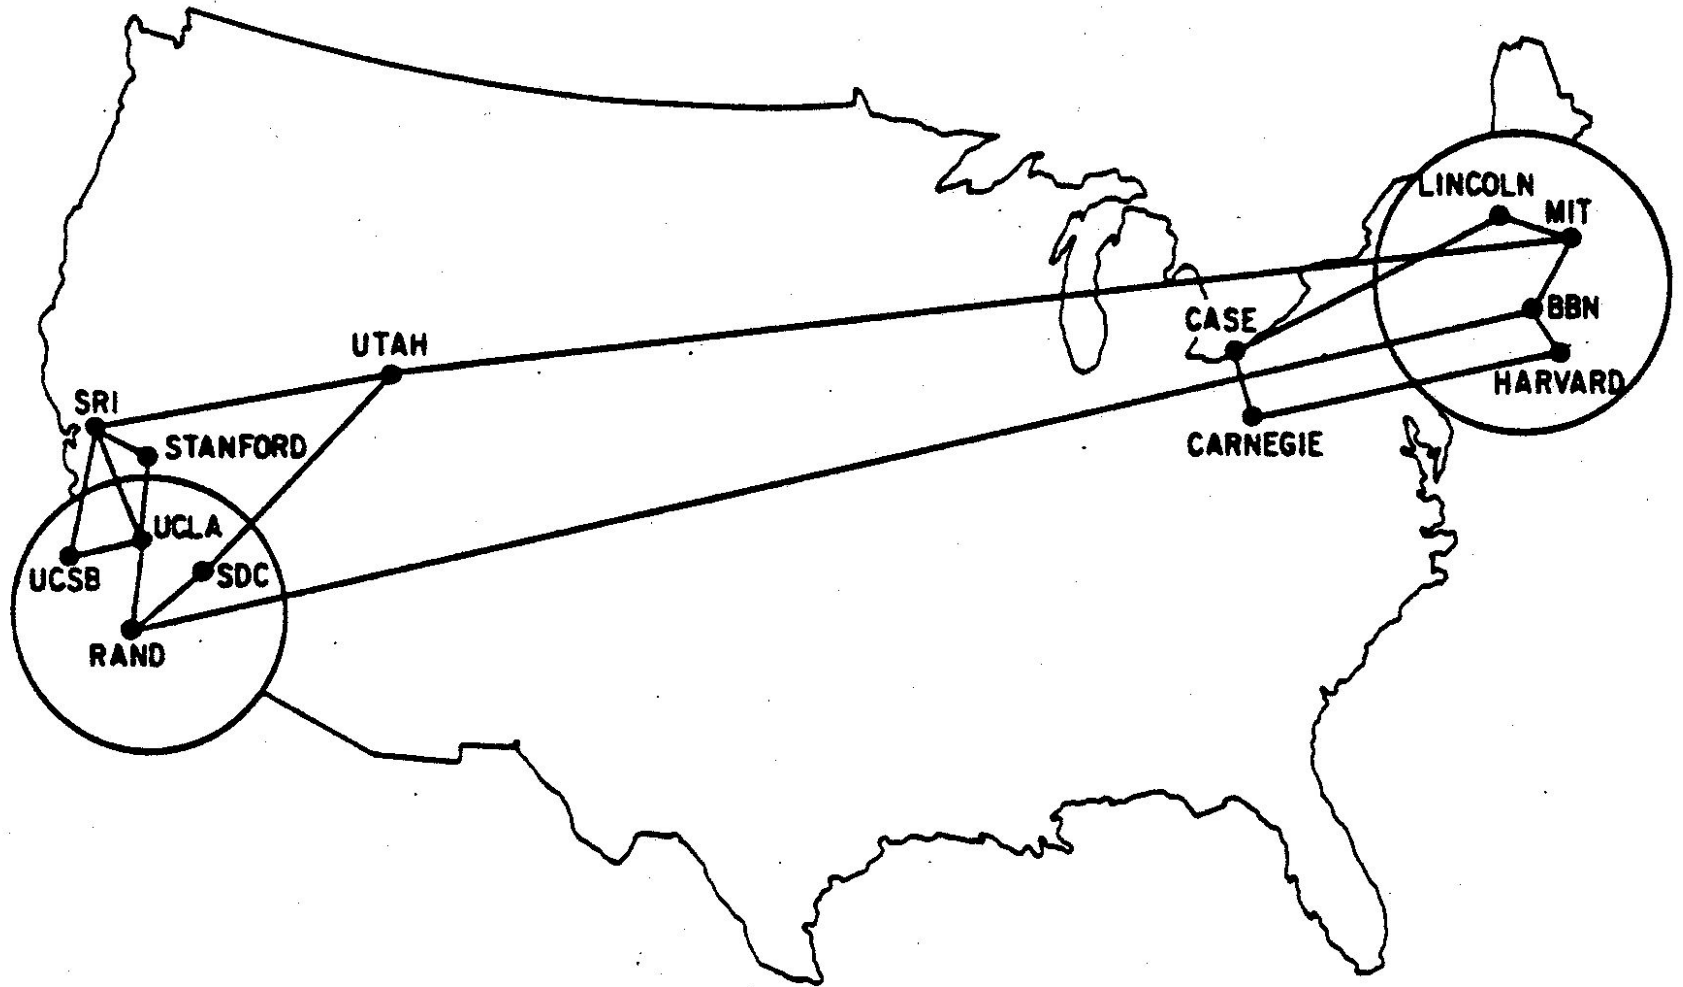 LINCOLN
MIT
BBN
CASE
HARVARD
CARNEGIE
UTAH
SRI
STANFORD
UCLA
UCSB
SDC
RAND